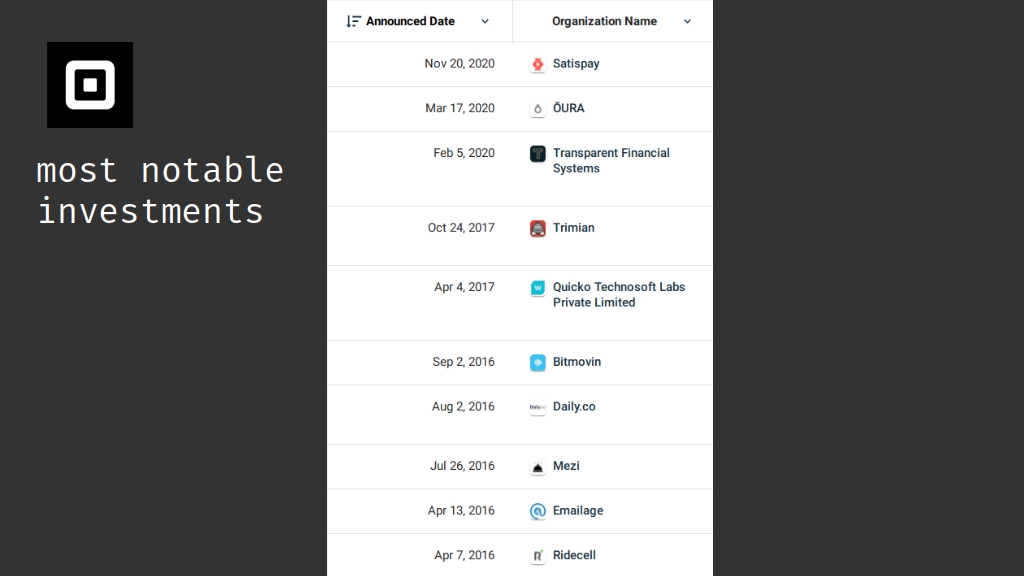 most notable
investments
Announced Date
Organization Name
Nov 20, 2020
Satispay
Mar 17, 2020
ŌURA
Feb 5, 2020
Transparent Financial
Systems
Oct 24, 2017
Trimian
Apr 4, 2017
Quicko Technosoft Labs
Private Limited
Sep 2, 2016
Bitmovin
Aug 2, 2016
Daily.co
Jul 26, 2016
Mezi
Apr 13, 2016
Emailage
Apr 7, 2016
Ridecell